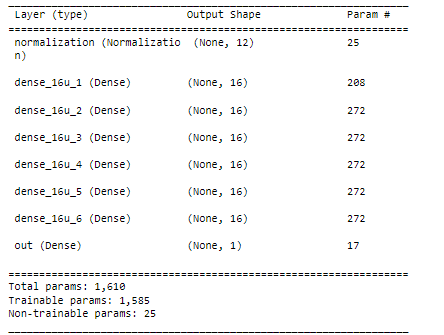 Layer (type) Output Shape Param #
normalization (Normalizatio (None, 12) 25
n)
dense_16u_1 (Dense) (None, 16) 208
dense_16u_2 (Dense) (None, 16) 272
dense_16u_3 (Dense) (None, 16) 272
dense_16u_4 (Dense) (None, 16) 272
dense_16u_5 (Dense) (None, 16) 272
dense_16u_6 (Dense) (None, 16) 272
out (Dense) (None, 1) 17
Total params: 1,610
Trainable params: 1,585
Non-trainable params: 25